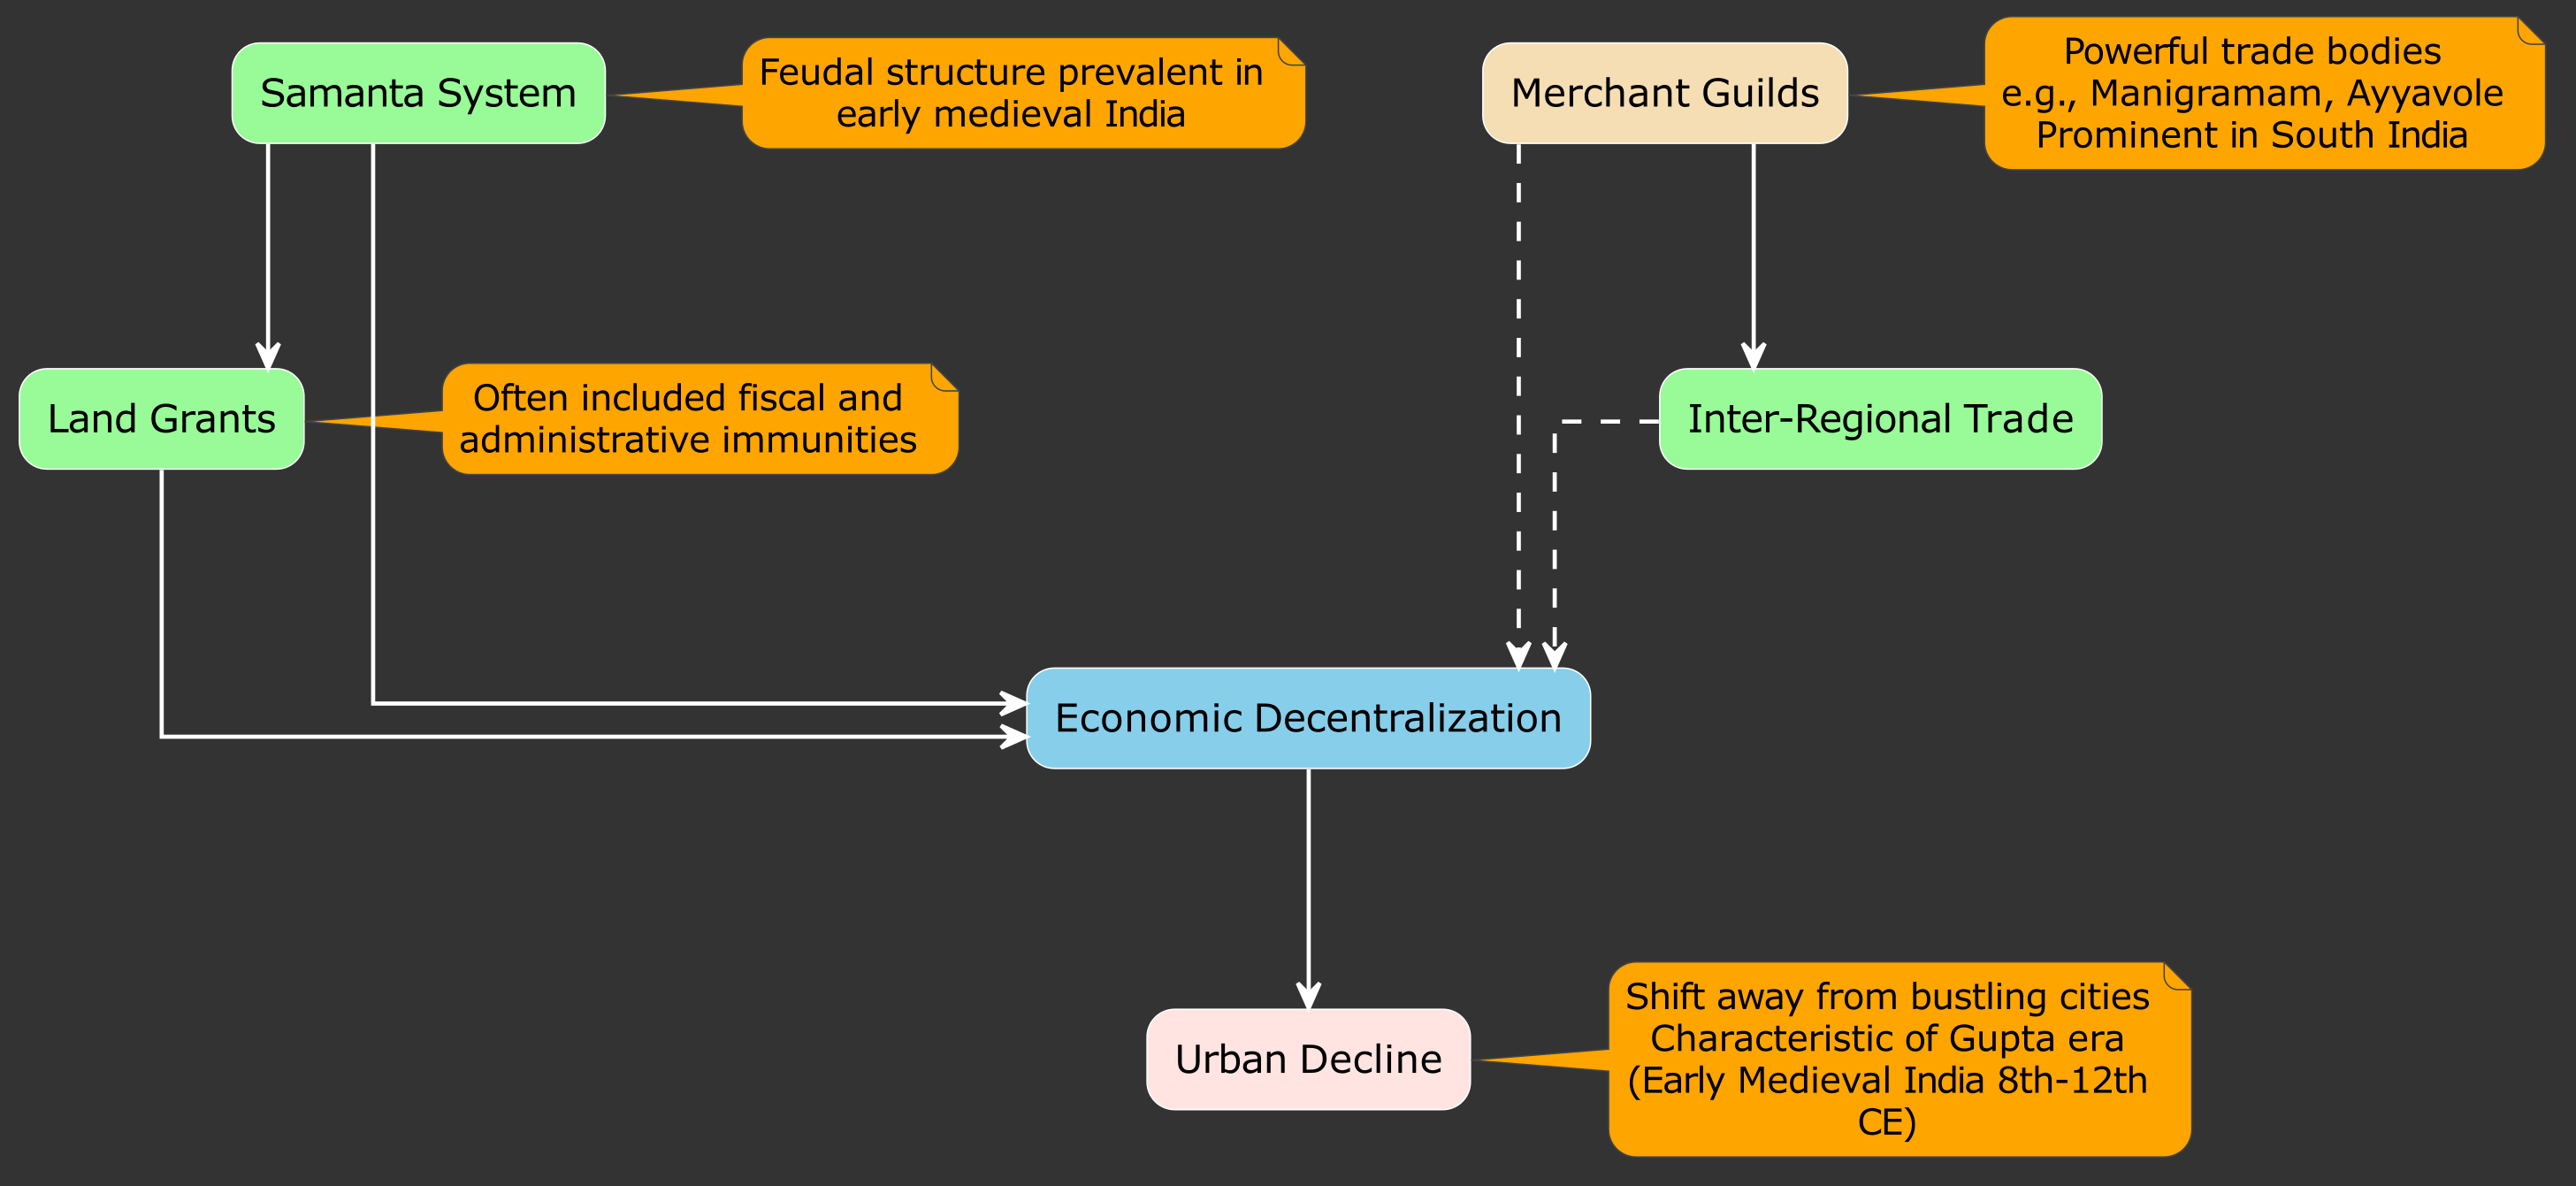 Samanta System
Feudal structure prevalent in
early medieval India
Merchant Guilds
Powerful trade bodies
e.g., Manigramam, Ayyavole
Prominent in South India
Land Grants
Often included fiscal and
administrative immunities
Inter-Regional Trade
Economic Decentralization
Urban Decline
Shift away from bustling cities
Characteristic of Gupta era
(Early Medieval India 8th-12th
CE)